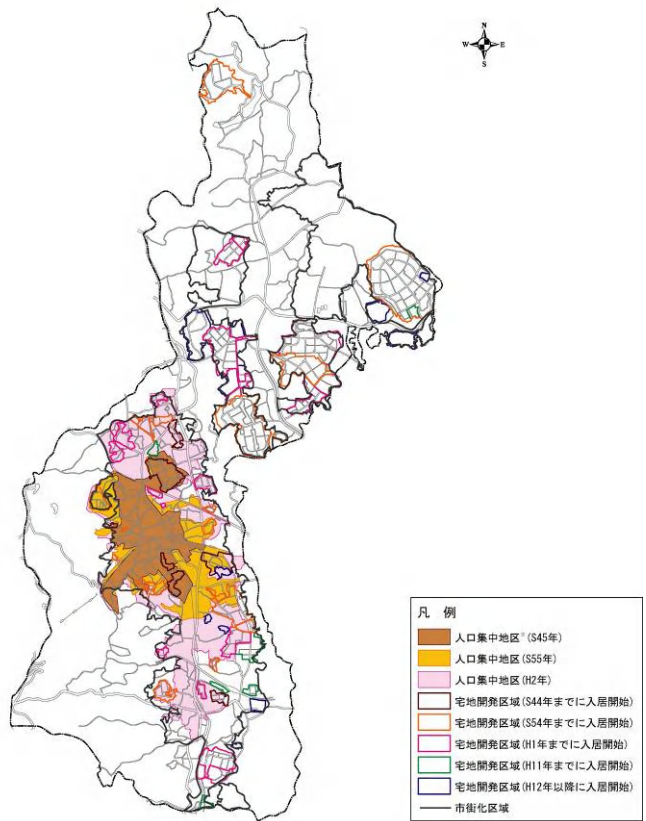 N
W E
S
凡 例
人口集中地区※(S45年)
人口集中地区(S55年)
人口集中地区(H2年)
宅地開発区域(S44年までに入居開始)
宅地開発区域(S54年までに入居開始)
宅地開発区域(H1年までに入居開始)
宅地開発区域(H11年までに入居開始)
宅地開発区域(H12年以降に入居開始)
市街化区域